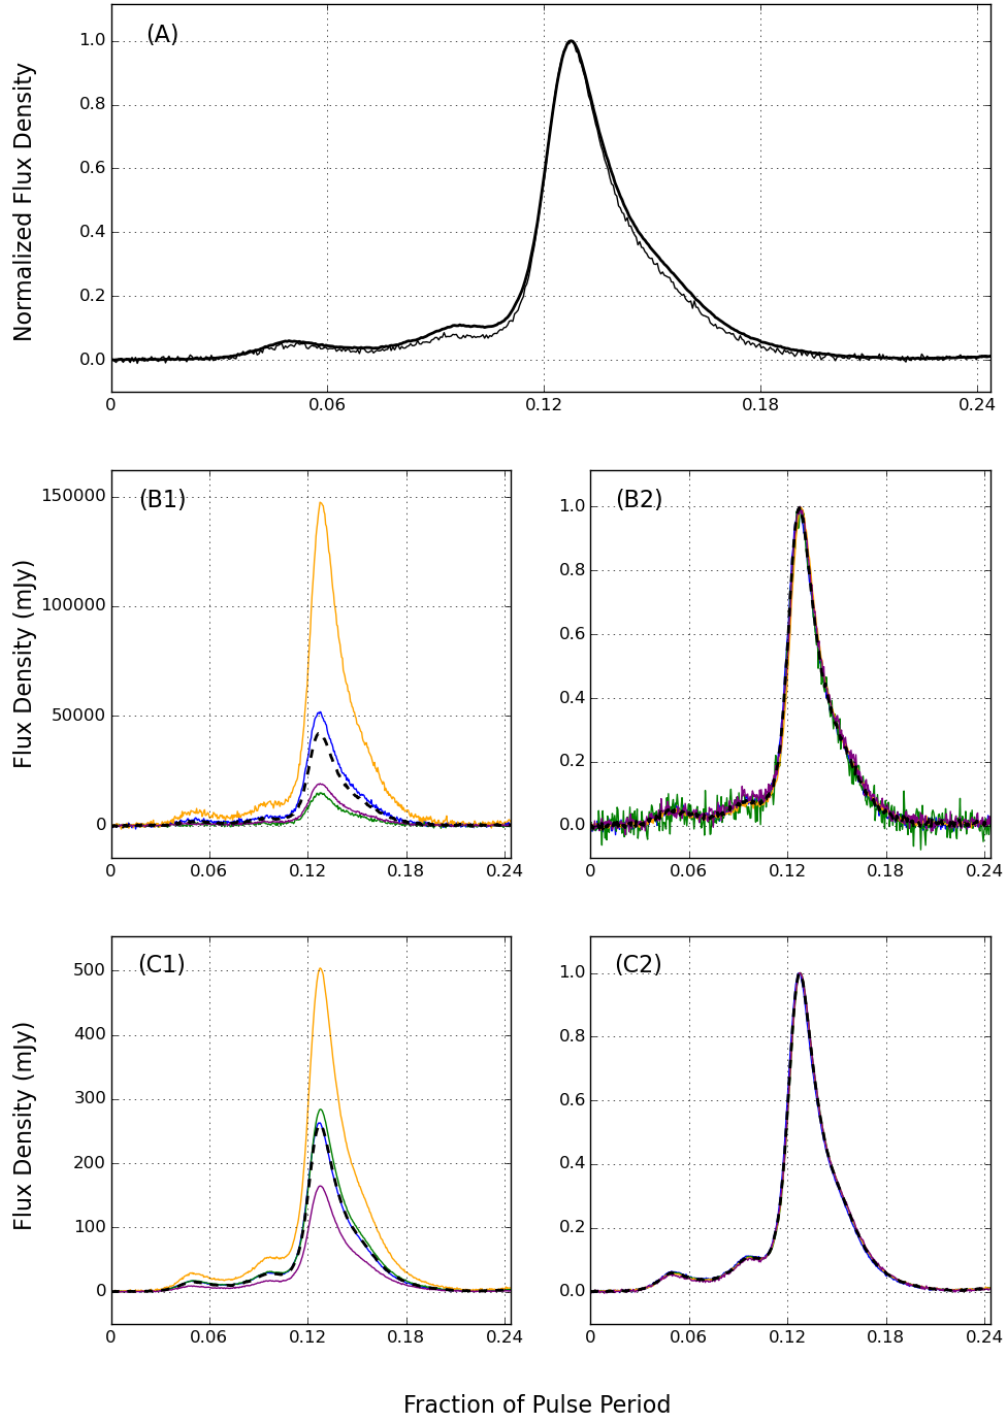 (A)
Normalized Flux Density
1.0
0.8
0.6
0.4
0.2
0.0
0 0.06 0.12 0.18 0.24
(B1)
Flux Density (mJy)
150000
100000
50000
0
0 0.06 0.12 0.18 0.24
(B2)
1.0
0.8
0.6
0.4
0.2
0.0
0 0.06 0.12 0.18 0.24
(C1)
Flux Density (mJy)
500
400
300
200
100
0
0 0.06 0.12 0.18 0.24
(C2)
1.0
0.8
0.6
0.4
0.2
0.0
0 0.06 0.12 0.18 0.24
Fraction of Pulse Period